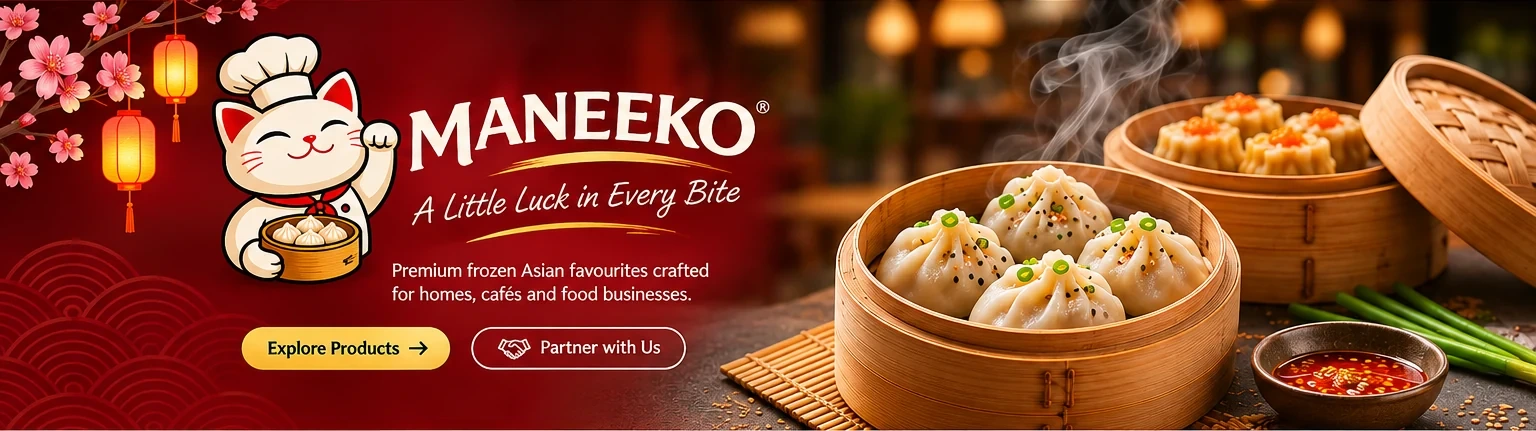 MANEEKO®
A Little Luck in Every Bite
Premium frozen Asian favourites crafted
for homes, cafés and food businesses.
Explore Products →
Partner with Us